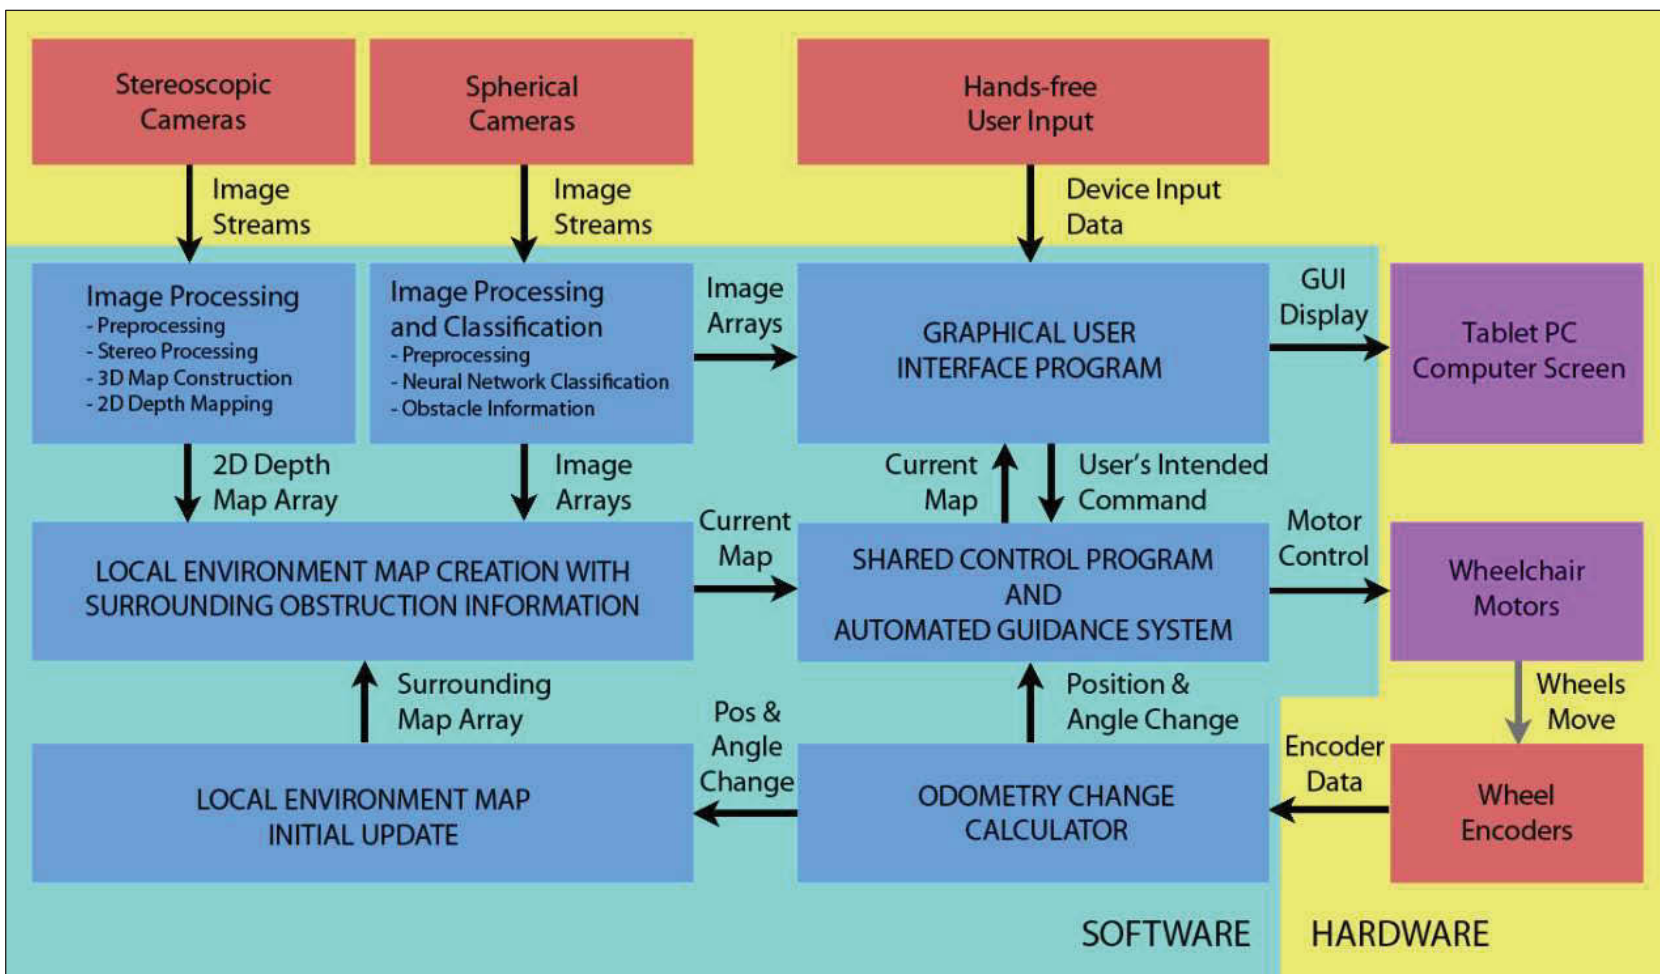 Stereoscopic
Cameras
Spherical
Cameras
Hands-free
User Input
Image
Streams
Image
Streams
Device Input
Data
Image Processing
- Preprocessing
- Stereo Processing
- 3D Map Construction
- 2D Depth Mapping
Image Processing
and Classification
- Preprocessing
- Neural Network Classification
- Obstacle Information
Image
Arrays
GRAPHICAL USER
INTERFACE PROGRAM
GUI
Display
Tablet PC
Computer Screen
2D Depth
Map Array
Image
Arrays
Current
Map
User's Intended
Command
LOCAL ENVIRONMENT MAP CREATION WITH
SURROUNDING OBSTRUCTION INFORMATION
Current
Map
SHARED CONTROL PROGRAM
AND
AUTOMATED GUIDANCE SYSTEM
Motor
Control
Wheelchair
Motors
Surrounding
Map Array
Pos &
Angle
Change
Position &
Angle Change
Wheels
Move
LOCAL ENVIRONMENT MAP
INITIAL UPDATE
ODOMETRY CHANGE
CALCULATOR
Encoder
Data
Wheel
Encoders
SOFTWARE
HARDWARE